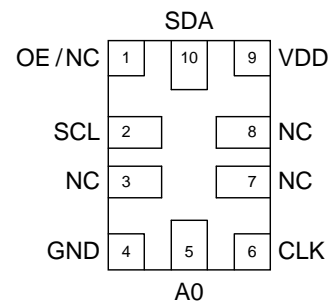 SDA
OE/NC 1 10 9 VDD
SCL 2 8 NC
NC 3 7 NC
GND 4 5 6 CLK
A0